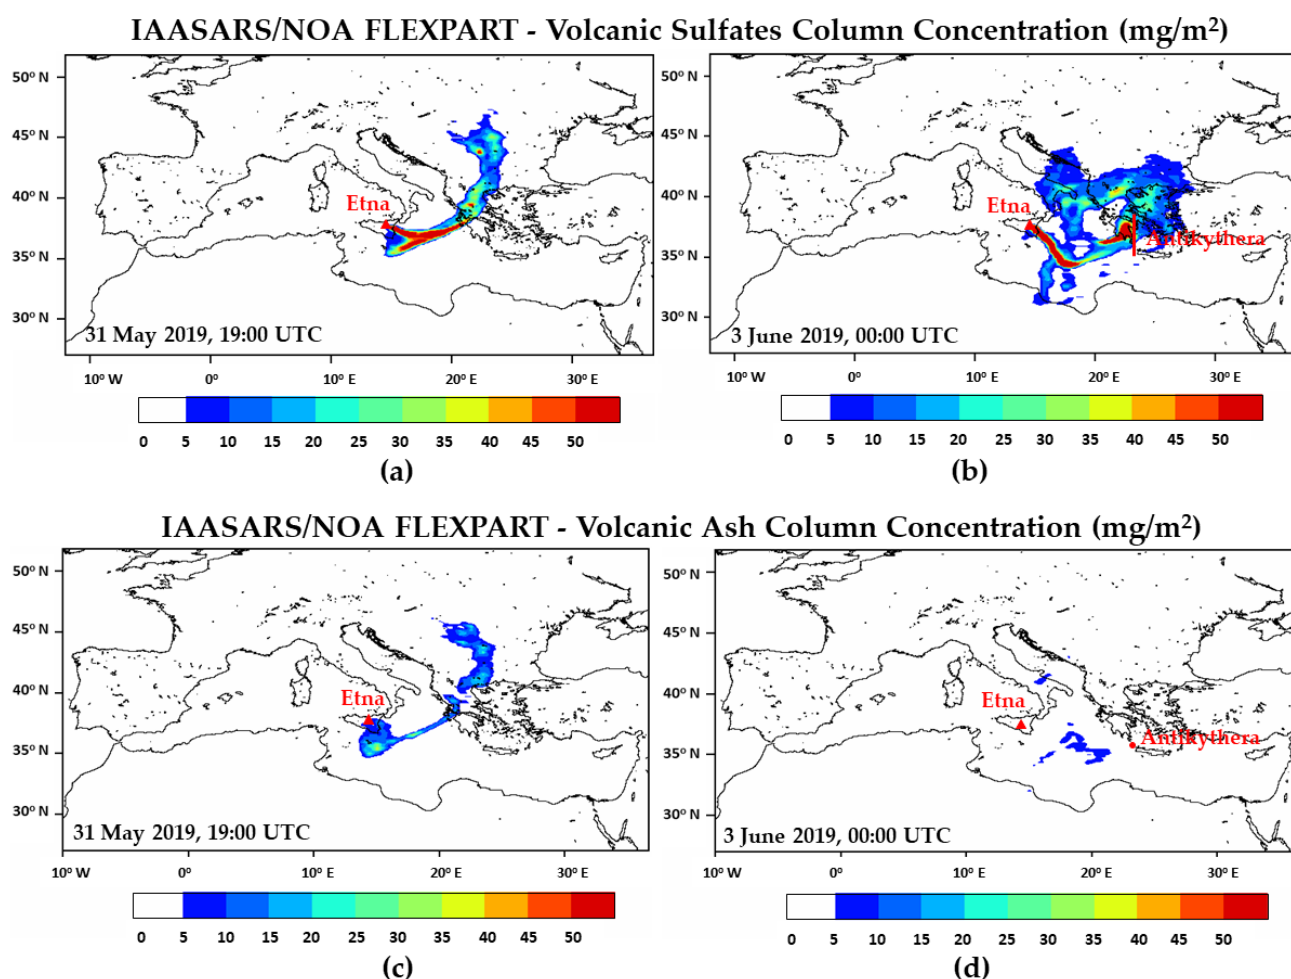 IAASARS/NOA FLEXPART - Volcanic Sulfates Column Concentration (mg/m²)
50° N
45° N
40° N
35° N
30° N
Etna
31 May 2019, 19:00 UTC
10° W 0° 10° E 20° E 30° E
0 5 10 15 20 25 30 35 40 45 50
(a)
50° N
45° N
40° N
35° N
30° N
Etna
Antikythera
3 June 2019, 00:00 UTC
10° W 0° 10° E 20° E 30° E
0 5 10 15 20 25 30 35 40 45 50
(b)
IAASARS/NOA FLEXPART - Volcanic Ash Column Concentration (mg/m²)
50° N
45° N
40° N
35° N
30° N
Etna
31 May 2019, 19:00 UTC
10° W 0° 10° E 20° E 30° E
0 5 10 15 20 25 30 35 40 45 50
(c)
50° N
45° N
40° N
35° N
30° N
Etna
Antikythera
3 June 2019, 00:00 UTC
10° W 0° 10° E 20° E 30° E
0 5 10 15 20 25 30 35 40 45 50
(d)